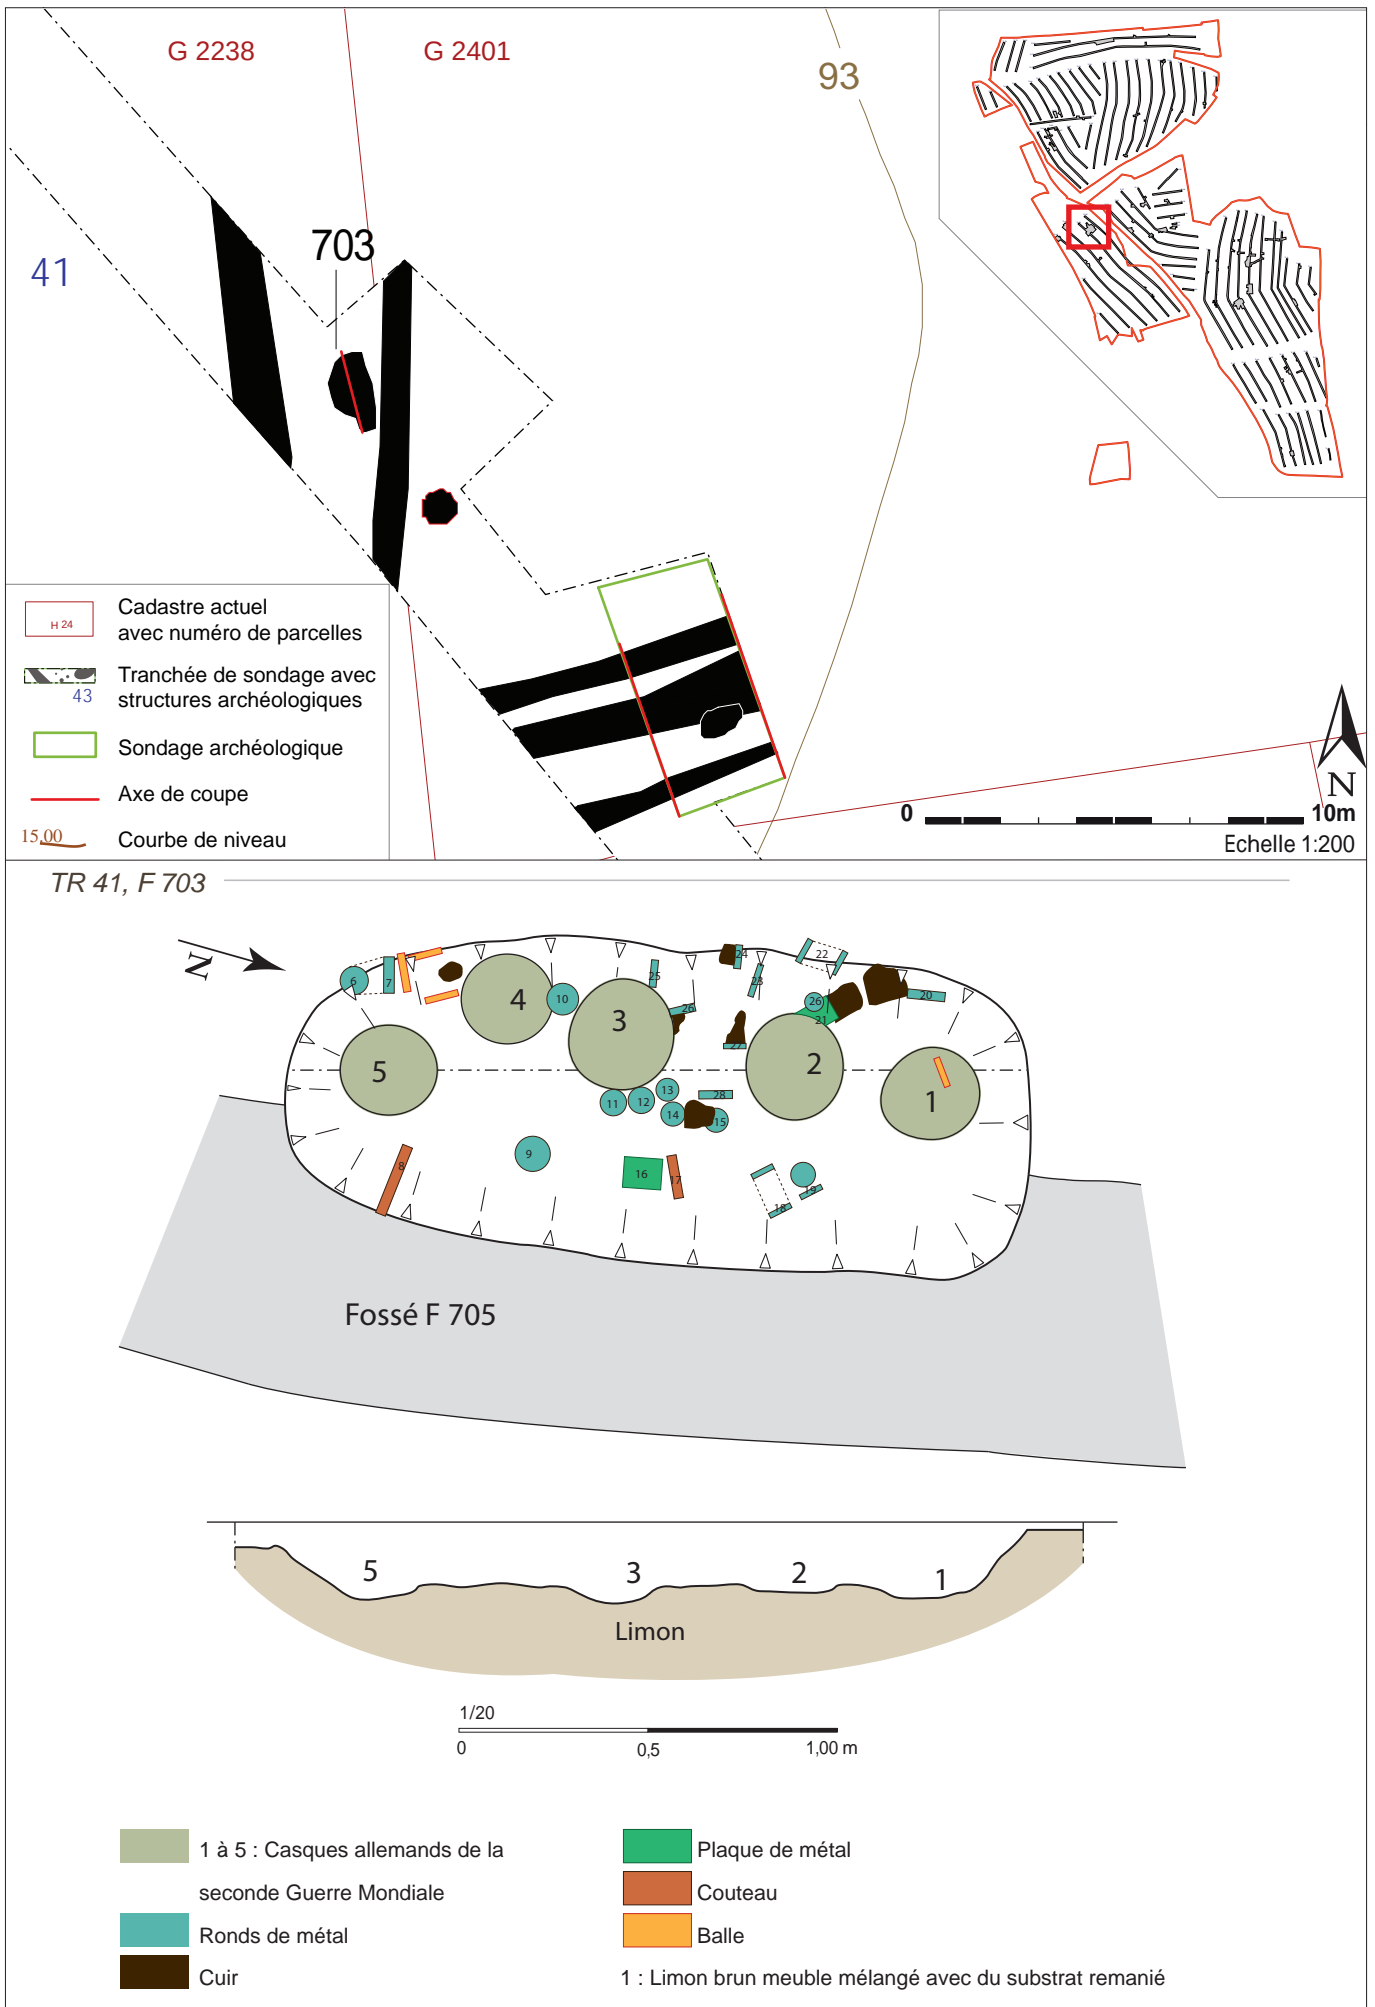 G 2238
G 2401
93
703
41
H 24
Cadastre actuel
avec numéro de parcelles
43
Tranchée de sondage avec
structures archéologiques
Sondage archéologique
Axe de coupe
15,00
Courbe de niveau
N
0
10m
Echelle 1:200
TR 41, F 703
N
24
22
6
7
25
23
4
10
26
20
3
26
21
27
5
2
13
28
1
11
12
14
15
9
8
16
17
19
18
Fossé F 705
5
3
2
1
Limon
1/20
0
0,5
1,00 m
1 à 5 : Casques allemands de la
seconde Guerre Mondiale
Ronds de métal
Cuir
Plaque de métal
Couteau
Balle
1 : Limon brun meuble mélangé avec du substrat remanié